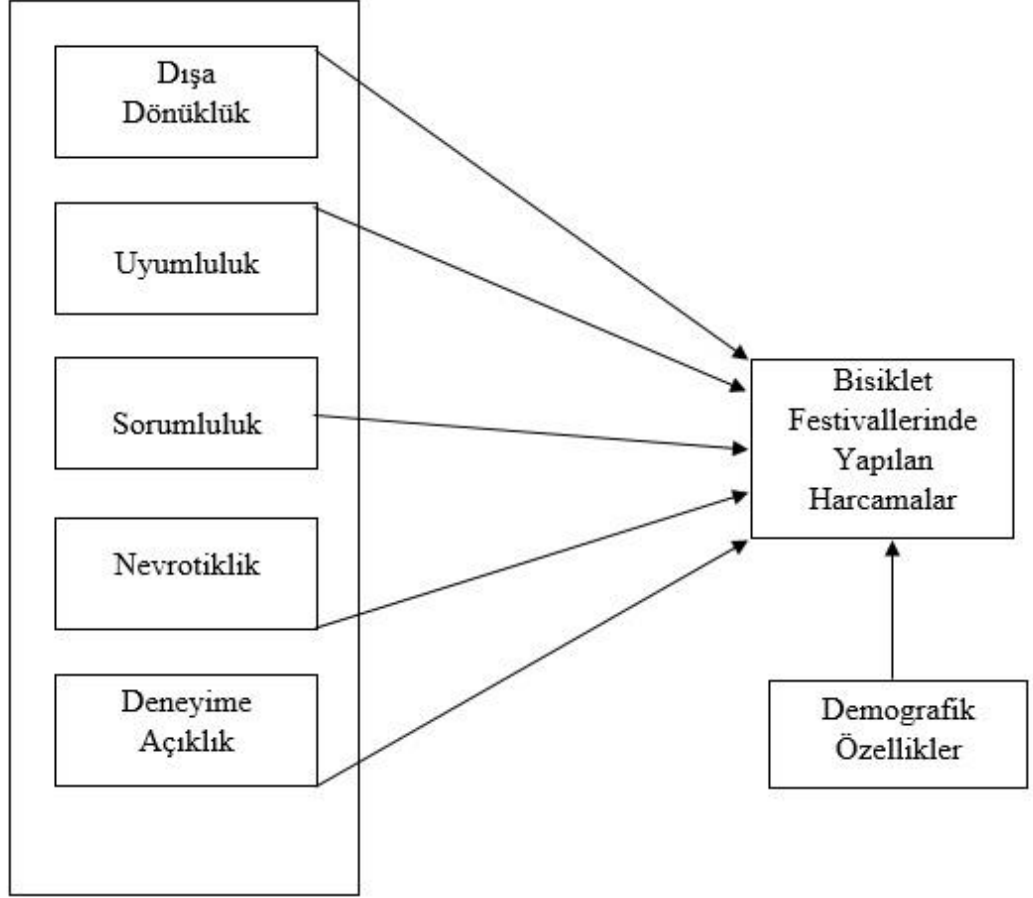 Dışa
Dönüklük
Uyumluluk
Sorumluluk
Nevrotiklik
Deneyime
Açıklık
Bisiklet
Festivallerinde
Yapılan
Harcamalar
Demografik
Özellikler